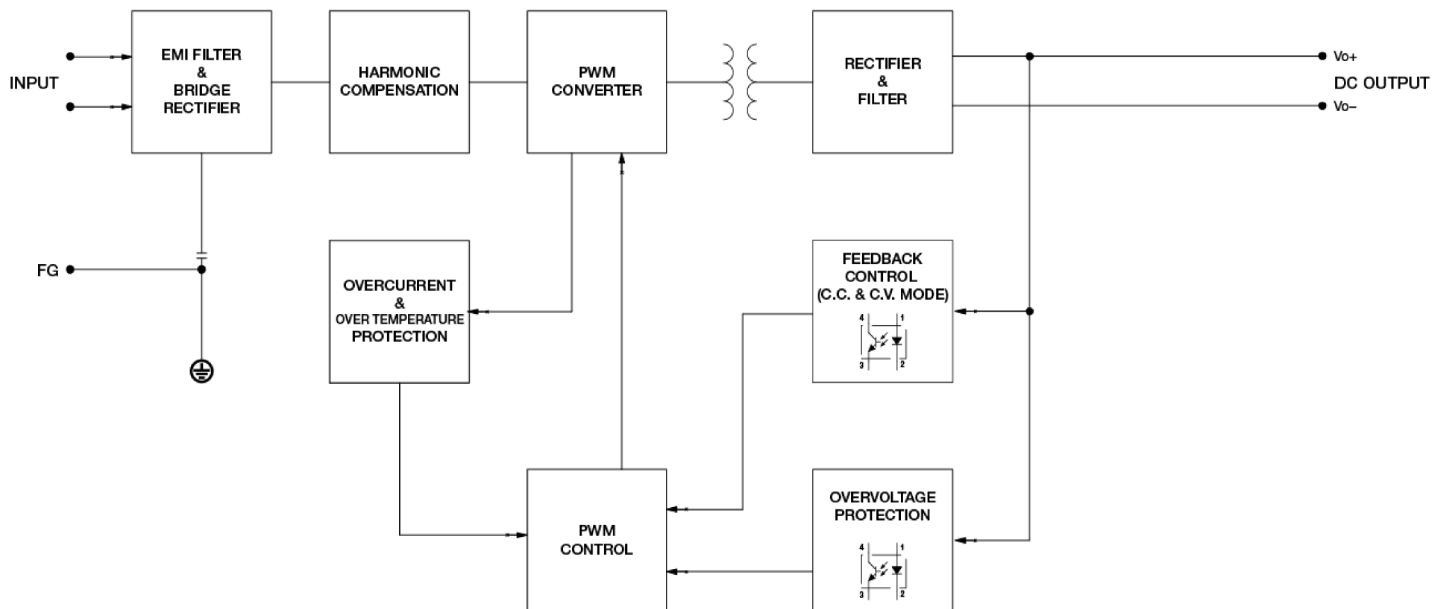 INPUT
EMI FILTER
&
BRIDGE
RECTIFIER
HARMONIC
COMPENSATION
PWM
CONVERTER
RECTIFIER
&
FILTER
Vo+
DC OUTPUT
Vo–
FG
OVERCURRENT
&
OVER TEMPERATURE
PROTECTION
FEEDBACK
CONTROL
(C.C. & C.V. MODE)
4 1
3 2
PWM
CONTROL
OVERVOLTAGE
PROTECTION
4 1
3 2